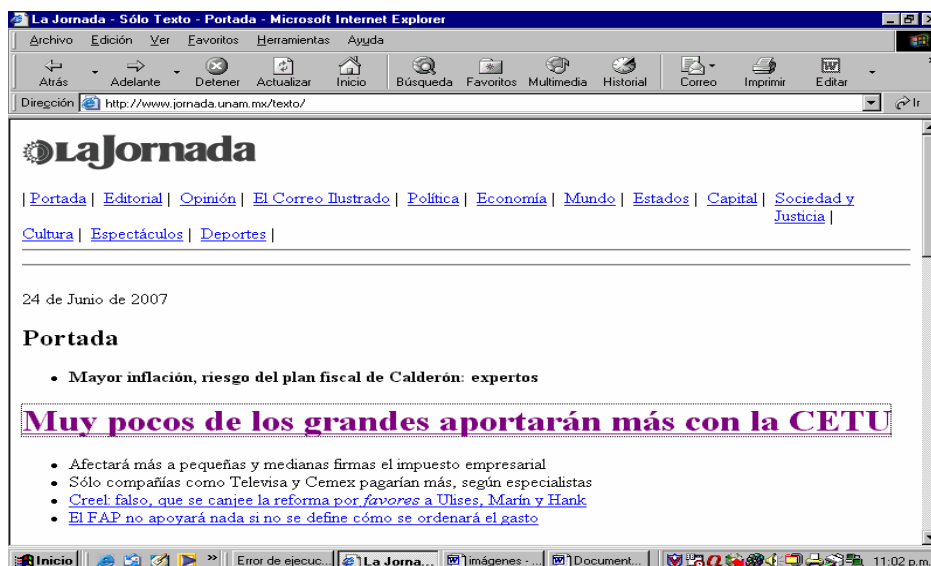 La Jornada - Sólo Texto - Portada - Microsoft Internet Explorer
Archivo Edición Ver Favoritos Herramientas Ayuda
Atrás Adelante Detener Actualizar Inicio Búsqueda Favoritos Multimedia Historial Correo Imprimir Editar
Dirección http://www.jornada.unam.mx/texto/ Ir
LaJornada
| Portada | Editorial | Opinión | El Correo Ilustrado | Política | Economía | Mundo | Estados | Capital | Sociedad y
Justicia |
Cultura | Espectáculos | Deportes |
24 de Junio de 2007
Portada
• Mayor inflación, riesgo del plan fiscal de Calderón: expertos
Muy pocos de los grandes aportarán más con la CETU
• Afectará más a pequeñas y medianas firmas el impuesto empresarial
• Sólo compañías como Televisa y Cemex pagarían más, según especialistas
• Creel: falso, que se canjee la reforma por favores a Ulises, Marín y Hank
• El FAP no apoyará nada si no se define cómo se ordenará el gasto
Inicio » Error de ejecuc... La Jorna... imágenes - ... Document... 11:02 p.m.